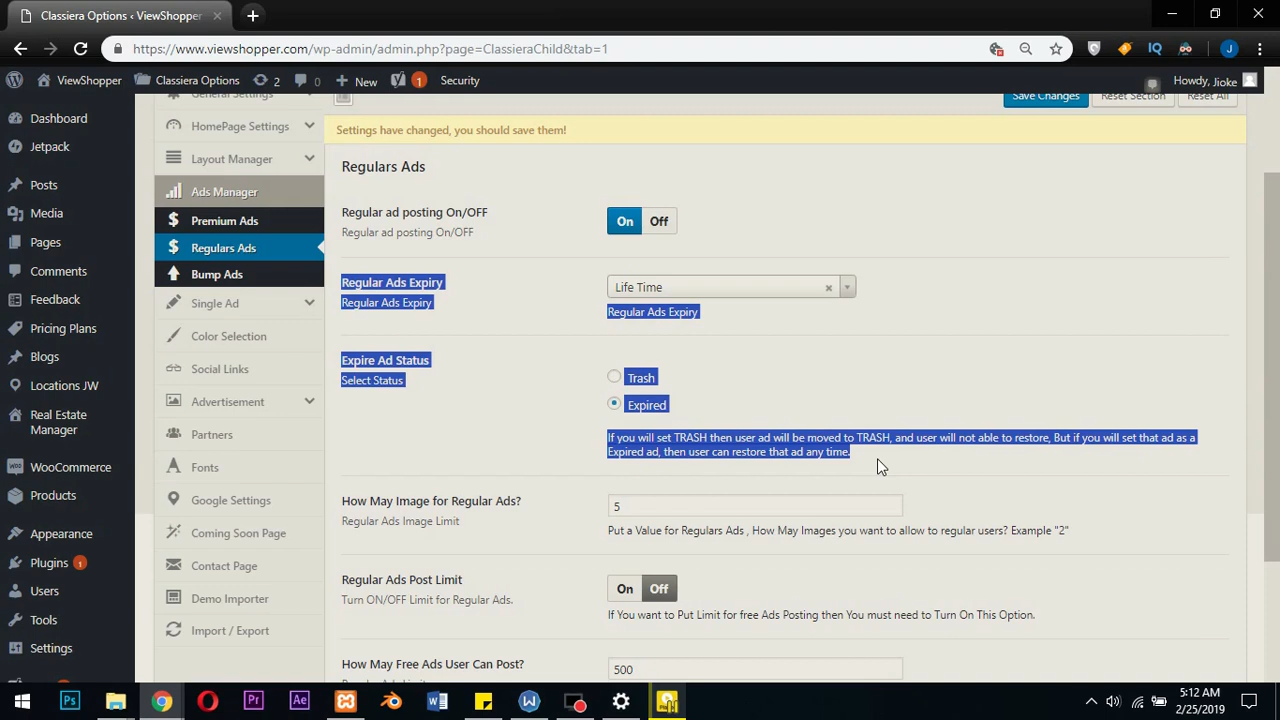 Classiera Options ‹ ViewShopper ×
https://www.viewshopper.com/wp-admin/admin.php?page=ClassieraChild&tab=1
IQ
J
ViewShopper
Classiera Options
2
0
New
1
Security
Howdy, Jioke
Dashboard
Jetpack
Posts
Media
Pages
Comments
Feedback
Pricing Plans
Blogs
Locations JW
Real Estate
Manager
WooCommerce
Products
Appearance
Plugins 1
Users
Tools
Settings
General Settings
HomePage Settings
Layout Manager
Ads Manager
Premium Ads
Regulars Ads
Bump Ads
Single Ad
Color Selection
Social Links
Advertisement
Partners
Fonts
Google Settings
Coming Soon Page
Contact Page
Demo Importer
Import / Export
Save Changes
Reset Section
Reset All
Settings have changed, you should save them!
Regulars Ads
Regular ad posting On/OFF
Regular ad posting On/OFF
On Off
Regular Ads Expiry
Regular Ads Expiry
Life Time ×
Regular Ads Expiry
Expire Ad Status
Select Status
Trash
Expired
If you will set TRASH then user ad will be moved to TRASH, and user will not able to restore, But if you will set that ad as a
Expired ad, then user can restore that ad any time.
How May Image for Regular Ads?
Regular Ads Image Limit
5
Put a Value for Regulars Ads , How May Images you want to allow to regular users? Example "2"
Regular Ads Post Limit
Turn ON/OFF Limit for Regular Ads.
On Off
If You want to Put Limit for free Ads Posting then You must need to Turn On This Option.
How May Free Ads User Can Post?
500
Ps
Pr
Ae
W
W
5:12 AM
2/25/2019